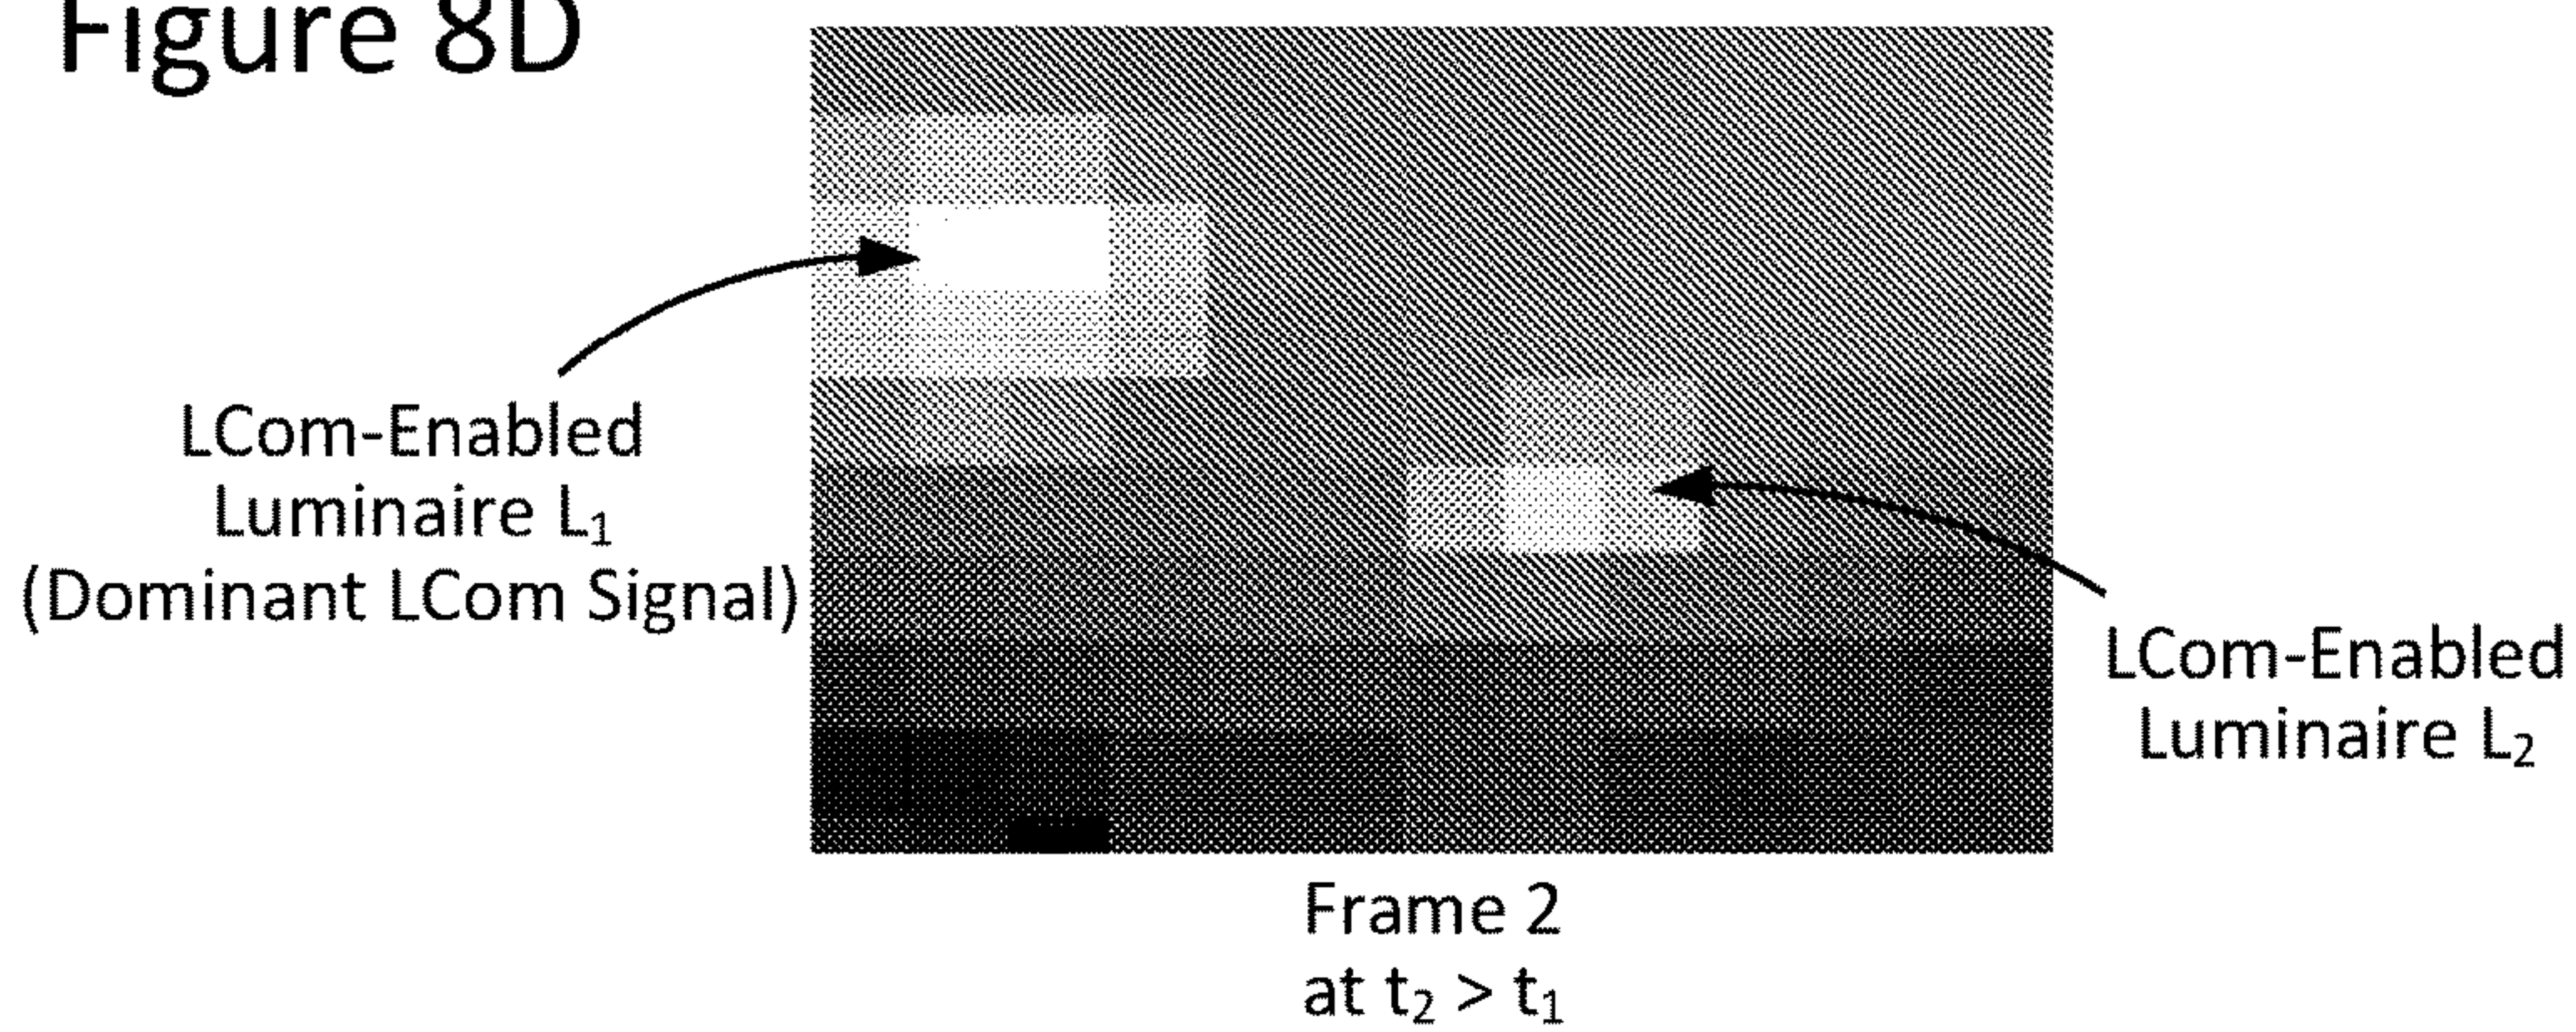 Figure 8D
LCom-Enabled
Luminaire L₁
(Dominant LCom Signal)
LCom-Enabled
Luminaire L₂
Frame 2
at t₂ > t₁